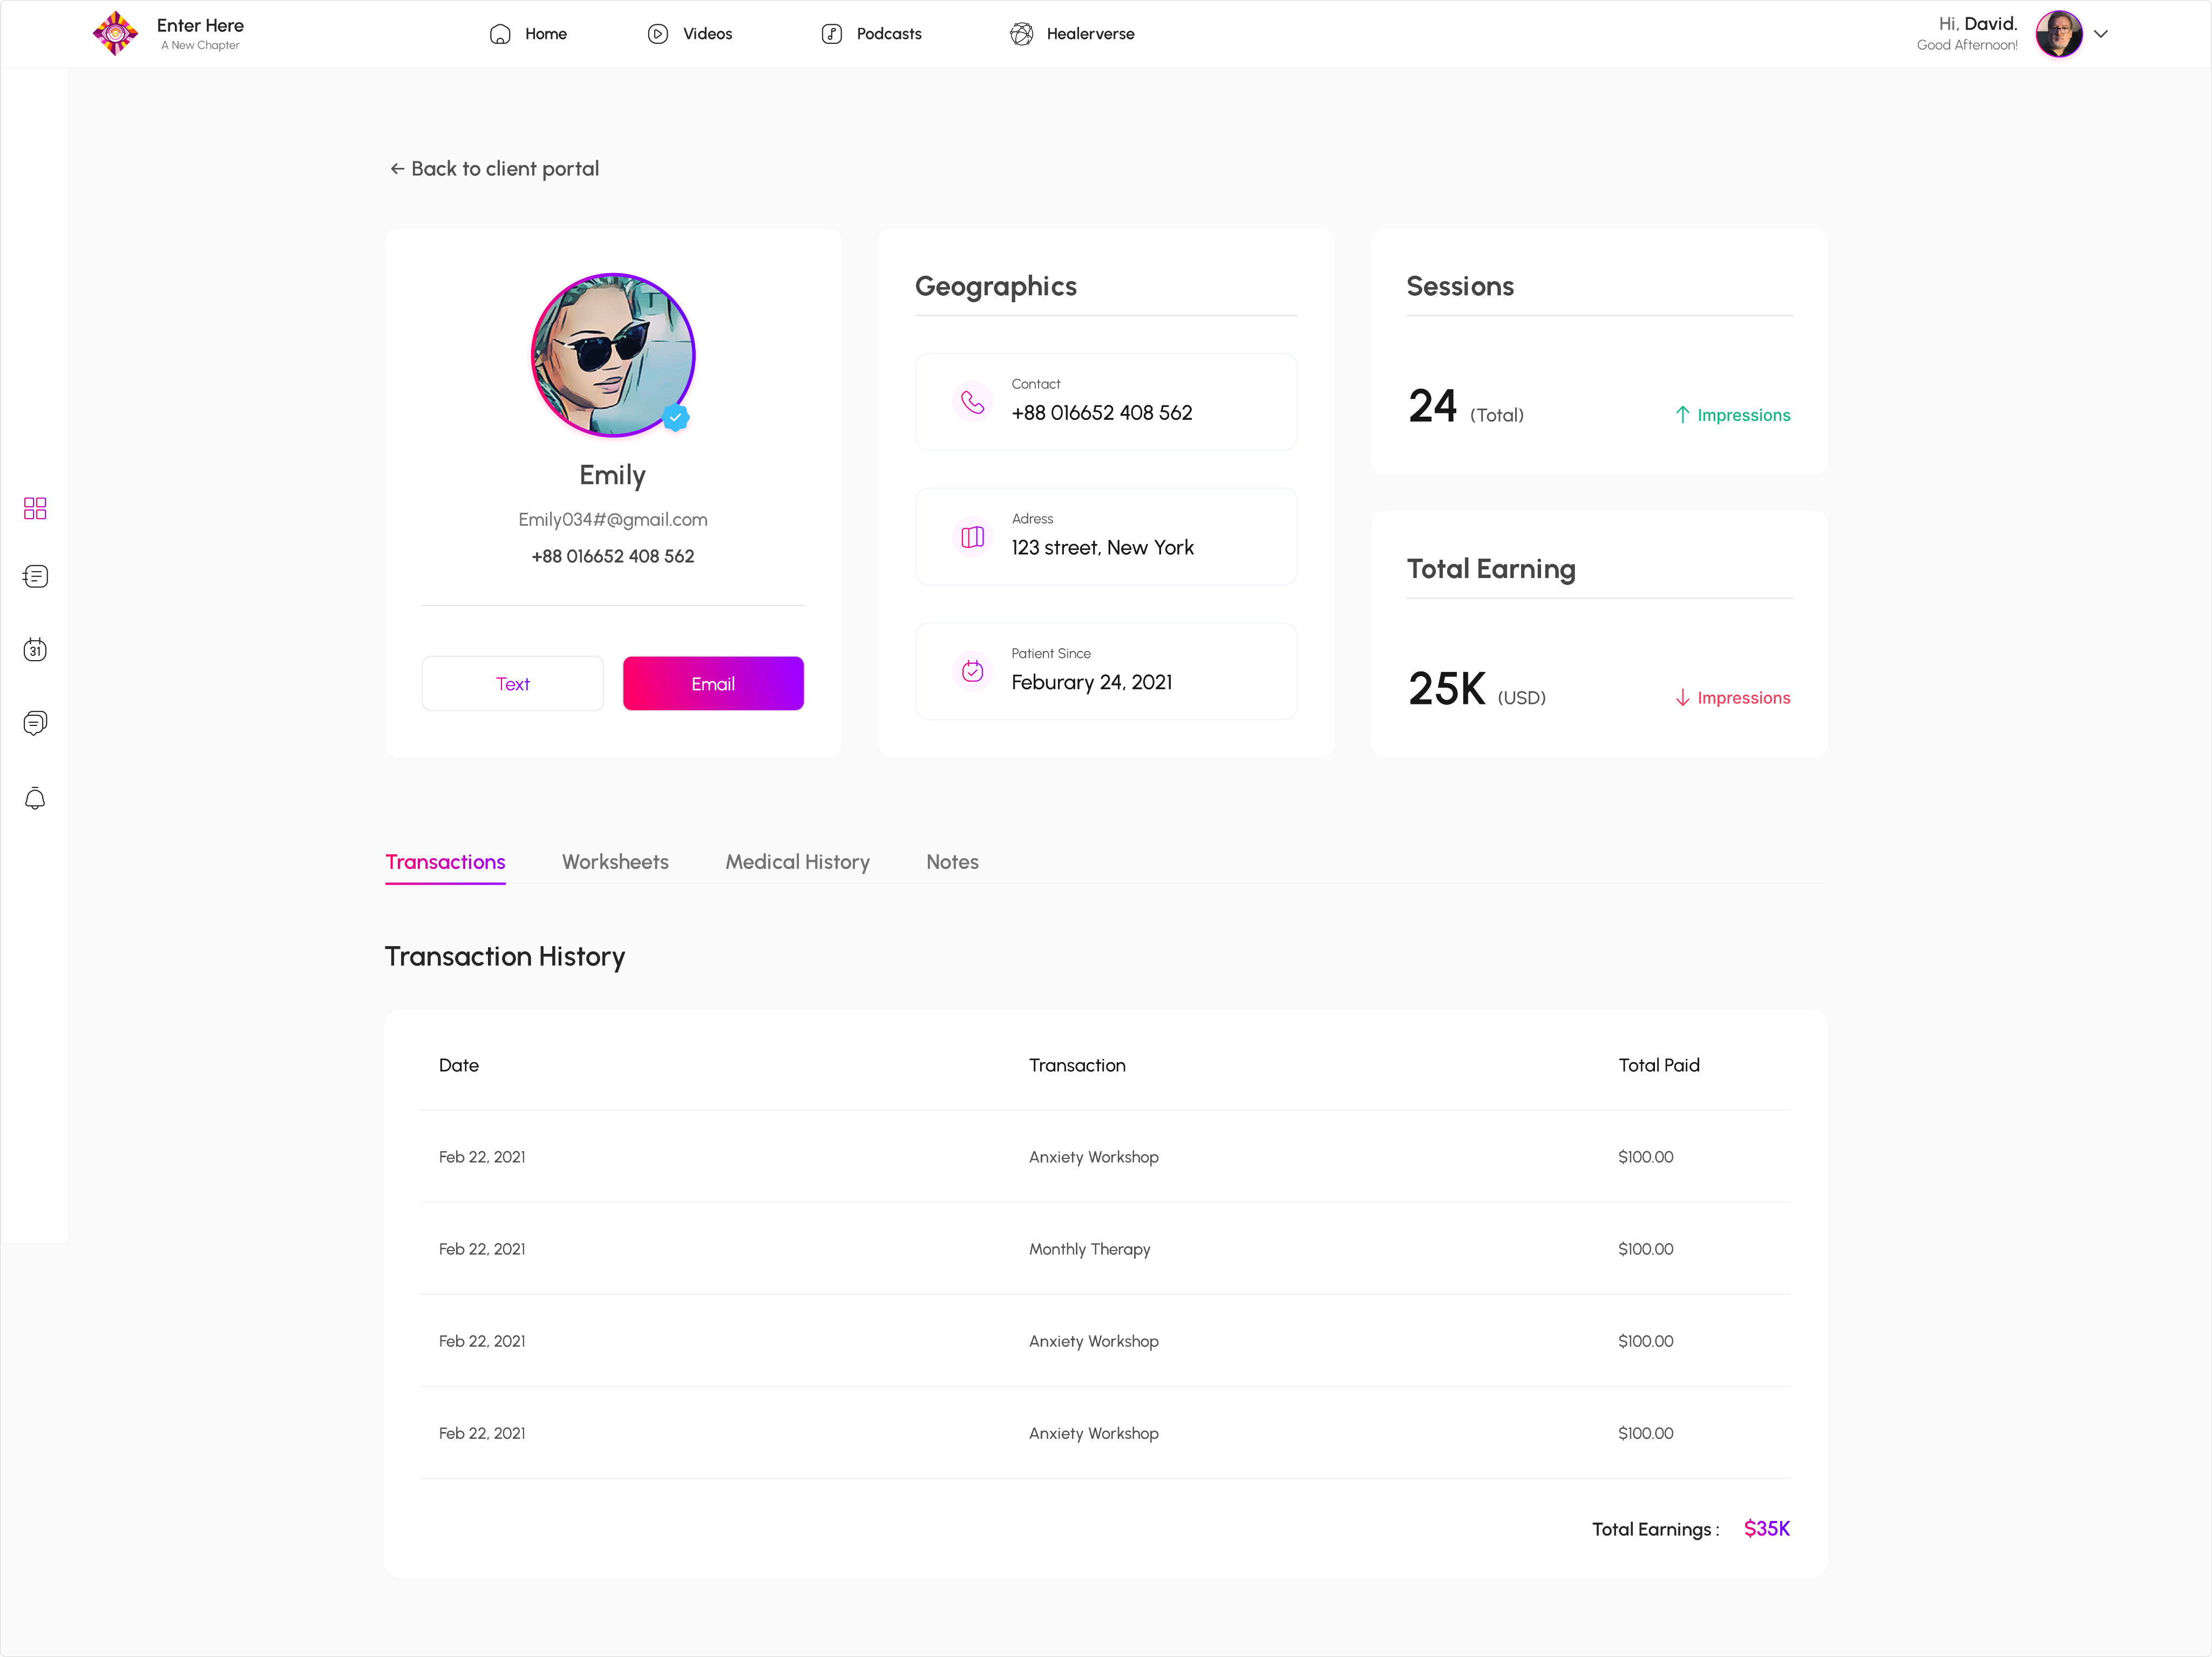 Enter Here
A New Chapter
Home
Videos
Podcasts
Healerverse
Hi, David.
Good Afternoon!
Back to client portal
Emily
Emily034#@gmail.com
+88 016652 408 562
Text
Email
Geographics
Contact
+88 016652 408 562
Adress
123 street, New York
Patient Since
Feburary 24, 2021
Sessions
24 (Total)
Impressions
Total Earning
25K (USD)
Impressions
31
Transactions
Worksheets
Medical History
Notes
Transaction History
Date Transaction Total Paid
Feb 22, 2021 Anxiety Workshop $100.00
Feb 22, 2021 Monthly Therapy $100.00
Feb 22, 2021 Anxiety Workshop $100.00
Feb 22, 2021 Anxiety Workshop $100.00
Total Earnings : $35K